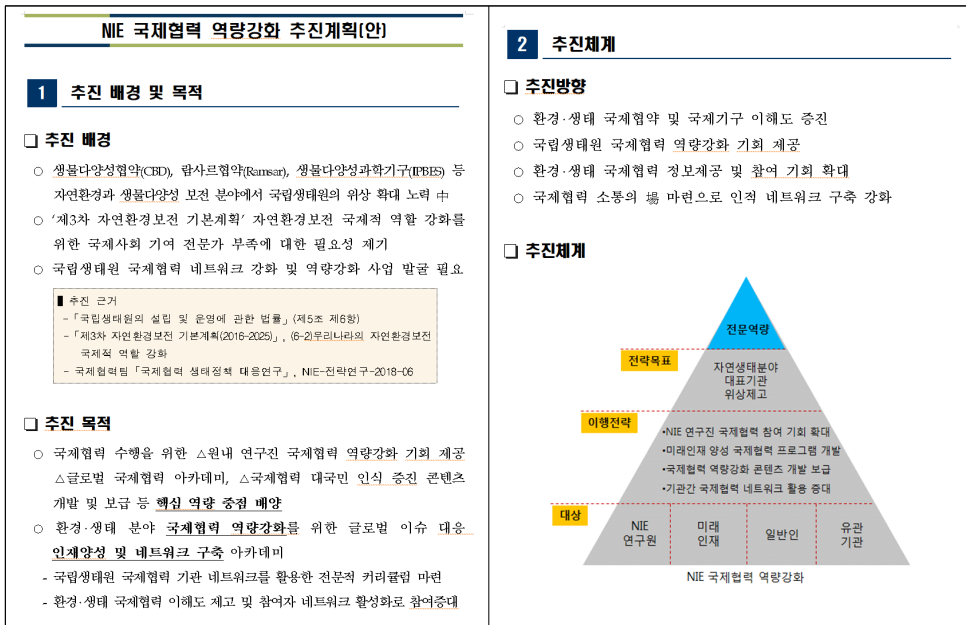 NIE 국제협력 역량강화 추진계획(안)
1 추진 배경 및 목적
❏ 추진 배경
○ 생물다양성협약(CBD), 람사르협약(Ramsar), 생물다양성과학기구(IPBES) 등
자연환경과 생물다양성 보전 분야에서 국립생태원의 위상 확대 노력 中
○ '제3차 자연환경보전 기본계획' 자연환경보전 국제적 역할 강화를
위한 국제사회 기여 전문가 부족에 대한 필요성 제기
○ 국립생태원 국제협력 네트워크 강화 및 역량강화 사업 발굴 필요
▌추진 근거
-「국립생태원의 설립 및 운영에 관한 법률」(제5조 제6항)
-「제3차 자연환경보전 기본계획(2016-2025)」, (6-2)우리나라의 자연환경보전
국제적 역할 강화
- 국제협력팀「국제협력 생태정책 대응연구」, NIE-전략연구-2018-06
❏ 추진 목적
○ 국제협력 수행을 위한 △원내 연구진 국제협력 역량강화 기회 제공
△글로벌 국제협력 아카데미, △국제협력 대국민 인식 증진 콘텐츠
개발 및 보급 등 핵심 역량 중점 배양
○ 환경·생태 분야 국제협력 역량강화를 위한 글로벌 이슈 대응
인재양성 및 네트워크 구축 아카데미
- 국립생태원 국제협력 기관 네트워크를 활용한 전문적 커리큘럼 마련
- 환경·생태 국제협력 이해도 제고 및 참여자 네트워크 활성화로 참여증대
2 추진체계
❏ 추진방향
○ 환경·생태 국제협약 및 국제기구 이해도 증진
○ 국립생태원 국제협력 역량강화 기회 제공
○ 환경·생태 국제협력 정보제공 및 참여 기회 확대
○ 국제협력 소통의 場 마련으로 인적 네트워크 구축 강화
❏ 추진체계
전문역량
전략목표
자연생태분야
대표기관
위상제고
이행전략
•NIE 연구진 국제협력 참여 기회 확대
•미래인재 양성 국제협력 프로그램 개발
•국제협력 역량강화 콘텐츠 개발 보급
•기관간 국제협력 네트워크 활용 증대
대상
NIE
연구원
미래
인재
일반인
유관
기관
NIE 국제협력 역량강화